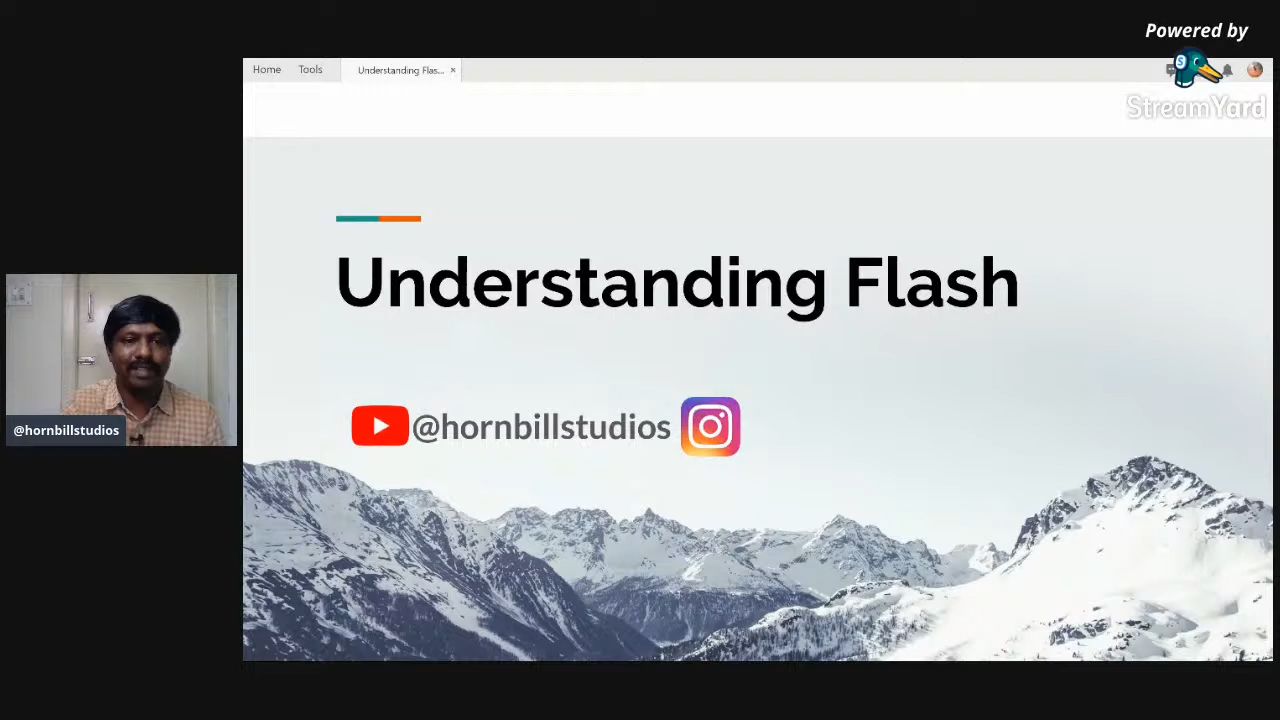 Powered by
StreamYard
Home Tools Understanding Flas... ×
Understanding Flash
@hornbillstudios
@hornbillstudios